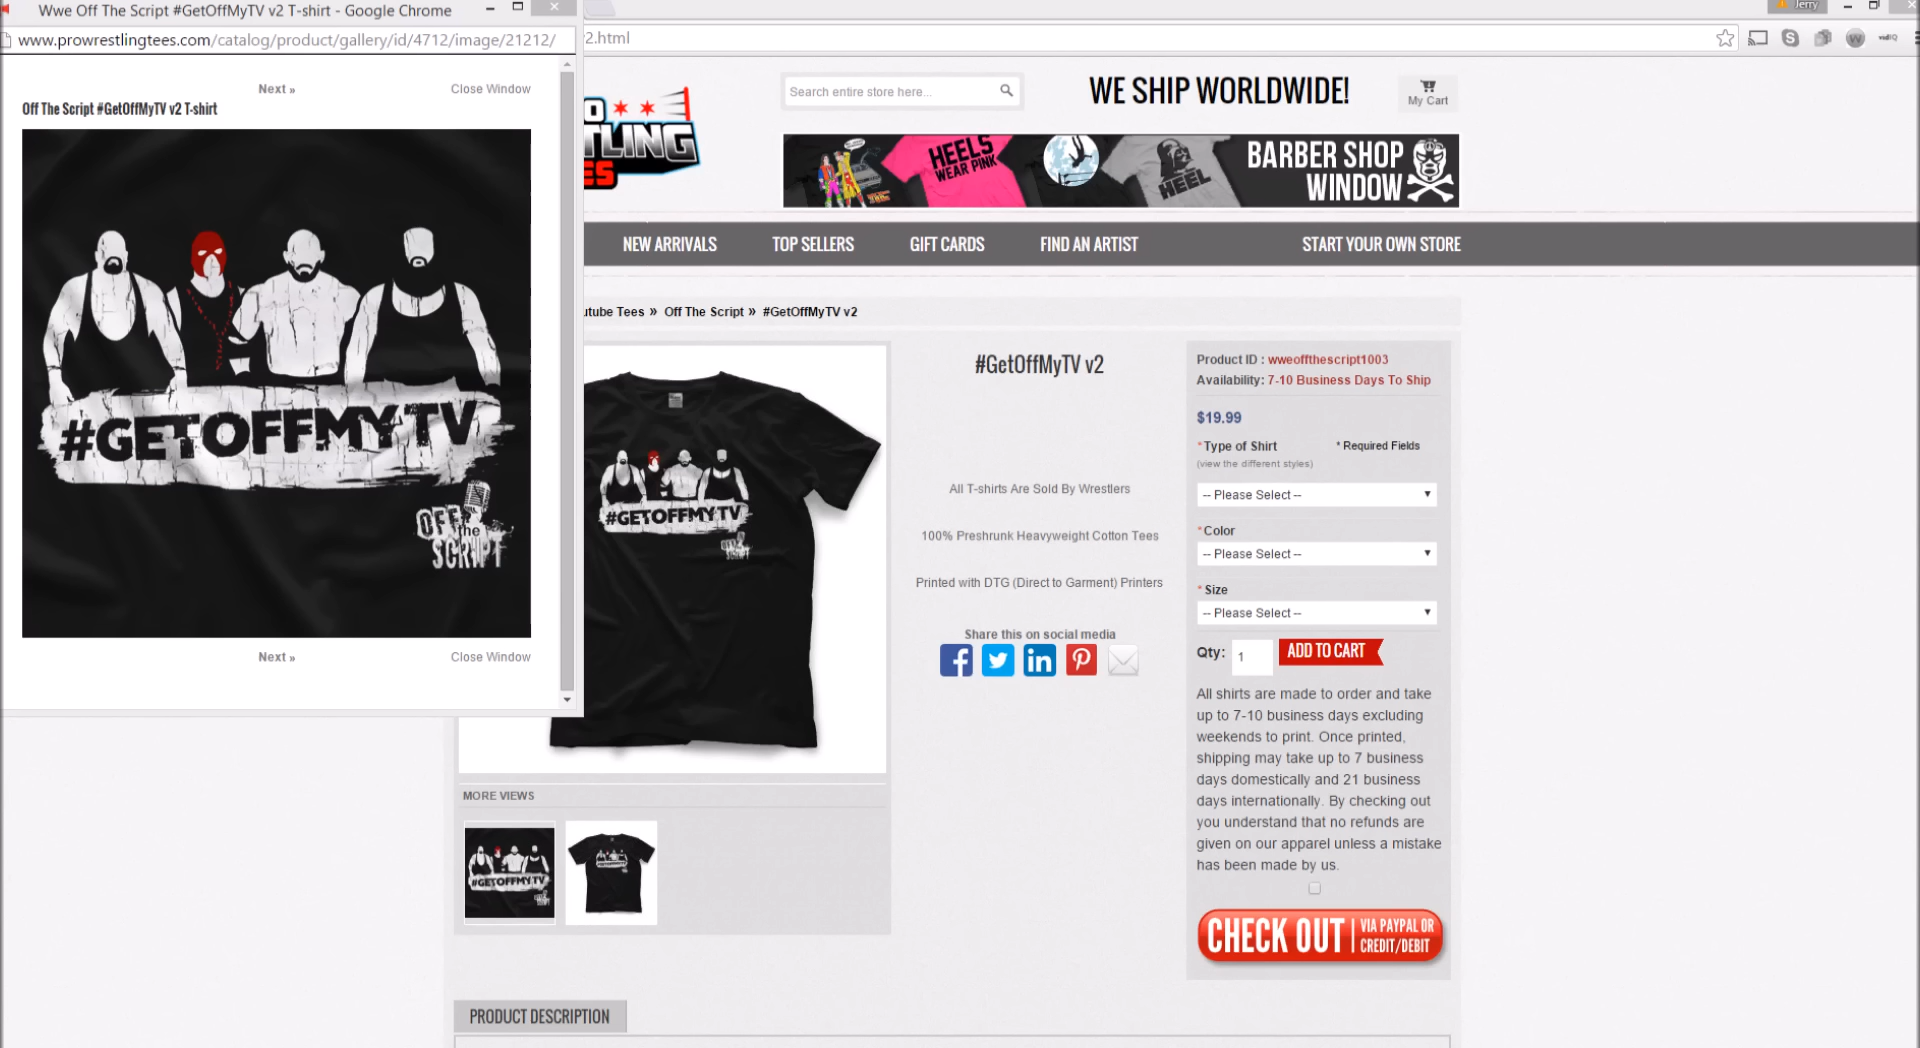 Wwe Off The Script #GetOffMyTV v2 T-shirt - Google Chrome
www.prowrestlingtees.com/catalog/product/gallery/id/4712/image/21212/
Next »
Close Window
Off The Script #GetOffMyTV v2 T-shirt
#GETOFFMYTV
OFF
the
SCRIPT
Next »
Close Window
Jerry
v2.html
Search entire store here...
WE SHIP WORLDWIDE!
My Cart
TLING
HEELS
WEAR PINK
HEEL
BARBER SHOP
WINDOW
NEW ARRIVALS
TOP SELLERS
GIFT CARDS
FIND AN ARTIST
START YOUR OWN STORE
utube Tees » Off The Script » #GetOffMyTV v2
#GETOFFMYTV
OFF
the
SCRIPT
#GetOffMyTV v2
All T-shirts Are Sold By Wrestlers
100% Preshrunk Heavyweight Cotton Tees
Printed with DTG (Direct to Garment) Printers
Share this on social media
Product ID : wweoffthescript1003
Availability: 7-10 Business Days To Ship
$19.99
*Type of Shirt
* Required Fields
(view the different styles)
-- Please Select --
*Color
-- Please Select --
*Size
-- Please Select --
Qty: 1
ADD TO CART
All shirts are made to order and take
up to 7-10 business days excluding
weekends to print. Once printed,
shipping may take up to 7 business
days domestically and 21 business
days internationally. By checking out
you understand that no refunds are
given on our apparel unless a mistake
has been made by us.
CHECK OUT | VIA PAYPAL OR
CREDIT/DEBIT
MORE VIEWS
#GETOFFMYTV
PRODUCT DESCRIPTION